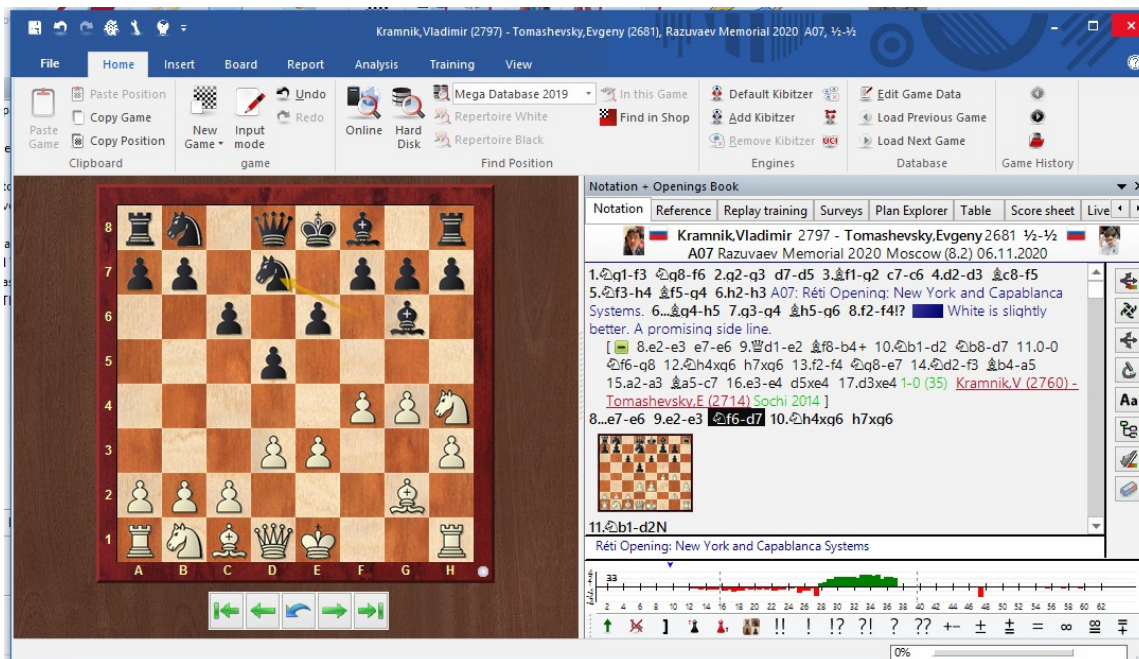 Kramnik,Vladimir (2797) - Tomashevsky,Evgeny (2681), Razuvaev Memorial 2020 A07, ½-½
File Home Insert Board Report Analysis Training View
Paste Game
Paste Position
Copy Game
Copy Position
Clipboard
New Game
Input mode
Undo
Redo
game
Online
Hard Disk
Mega Database 2019
Repertoire White
Repertoire Black
In this Game
Find in Shop
Find Position
Default Kibitzer
Add Kibitzer
Remove Kibitzer
UCI
Engines
Edit Game Data
Load Previous Game
Load Next Game
Database
Game History
8
7
6
5
4
3
2
1
A B C D E F G H
Notation + Openings Book
Notation Reference Replay training Surveys Plan Explorer Table Score sheet Live
Kramnik,Vladimir 2797 - Tomashevsky,Evgeny 2681 ½-½
A07 Razuvaev Memorial 2020 Moscow (8.2) 06.11.2020
1.♘g1-f3 ♘g8-f6 2.g2-g3 d7-d5 3.♗f1-g2 c7-c6 4.d2-d3 ♗c8-f5
5.♘f3-h4 ♗f5-g4 6.h2-h3 A07: Réti Opening: New York and Capablanca
Systems. 6...♗g4-h5 7.g3-g4 ♗h5-g6 8.f2-f4!? White is slightly
better. A promising side line.
[ 8.e2-e3 e7-e6 9.♕d1-e2 ♗f8-b4+ 10.♘b1-d2 ♘b8-d7 11.0-0
♘f6-g8 12.♘h4xg6 h7xg6 13.f2-f4 ♘g8-e7 14.♘d2-f3 ♗b4-a5
15.a2-a3 ♗a5-c7 16.e3-e4 d5xe4 17.d3xe4 1-0 (35) Kramnik,V (2760) -
Tomashevsky,E (2714) Sochi 2014 ]
8...e7-e6 9.e2-e3 ♘f6-d7 10.♘h4xg6 h7xg6
11.♘b1-d2N
Aa
Réti Opening: New York and Capablanca Systems
33
2 4 6 8 10 12 14 16 18 20 22 24 26 28 30 32 34 36 38 40 42 44 46 48 50 52 54 56 58 60 62
] !! ! !? ?! ? ?? +- ± ⩲ = ∞ ≅ ∓
0%